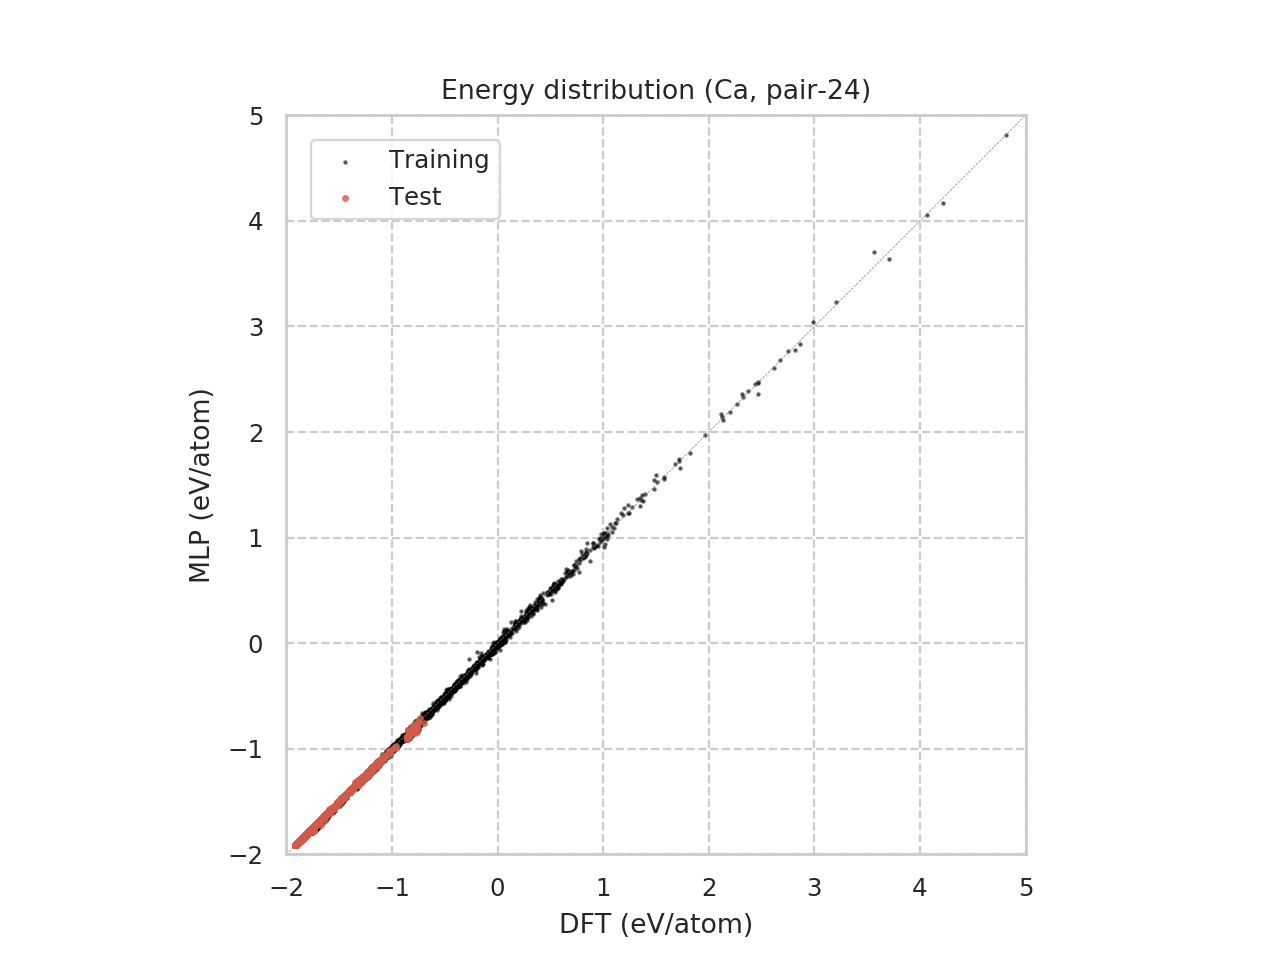 Energy distribution (Ca, pair-24)
Training
Test
5
4
3
2
1
0
−1
−2
MLP (eV/atom)
−2 −1 0 1 2 3 4 5
DFT (eV/atom)